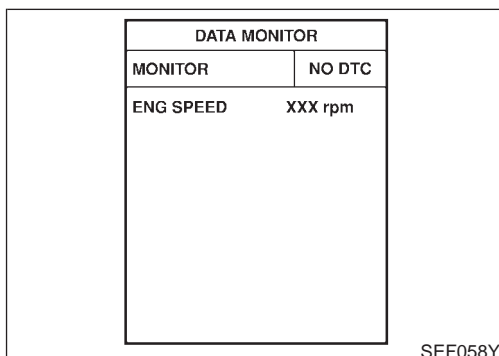 DATA MONITOR
MONITOR NO DTC
ENG SPEED XXX rpm
SEF058Y